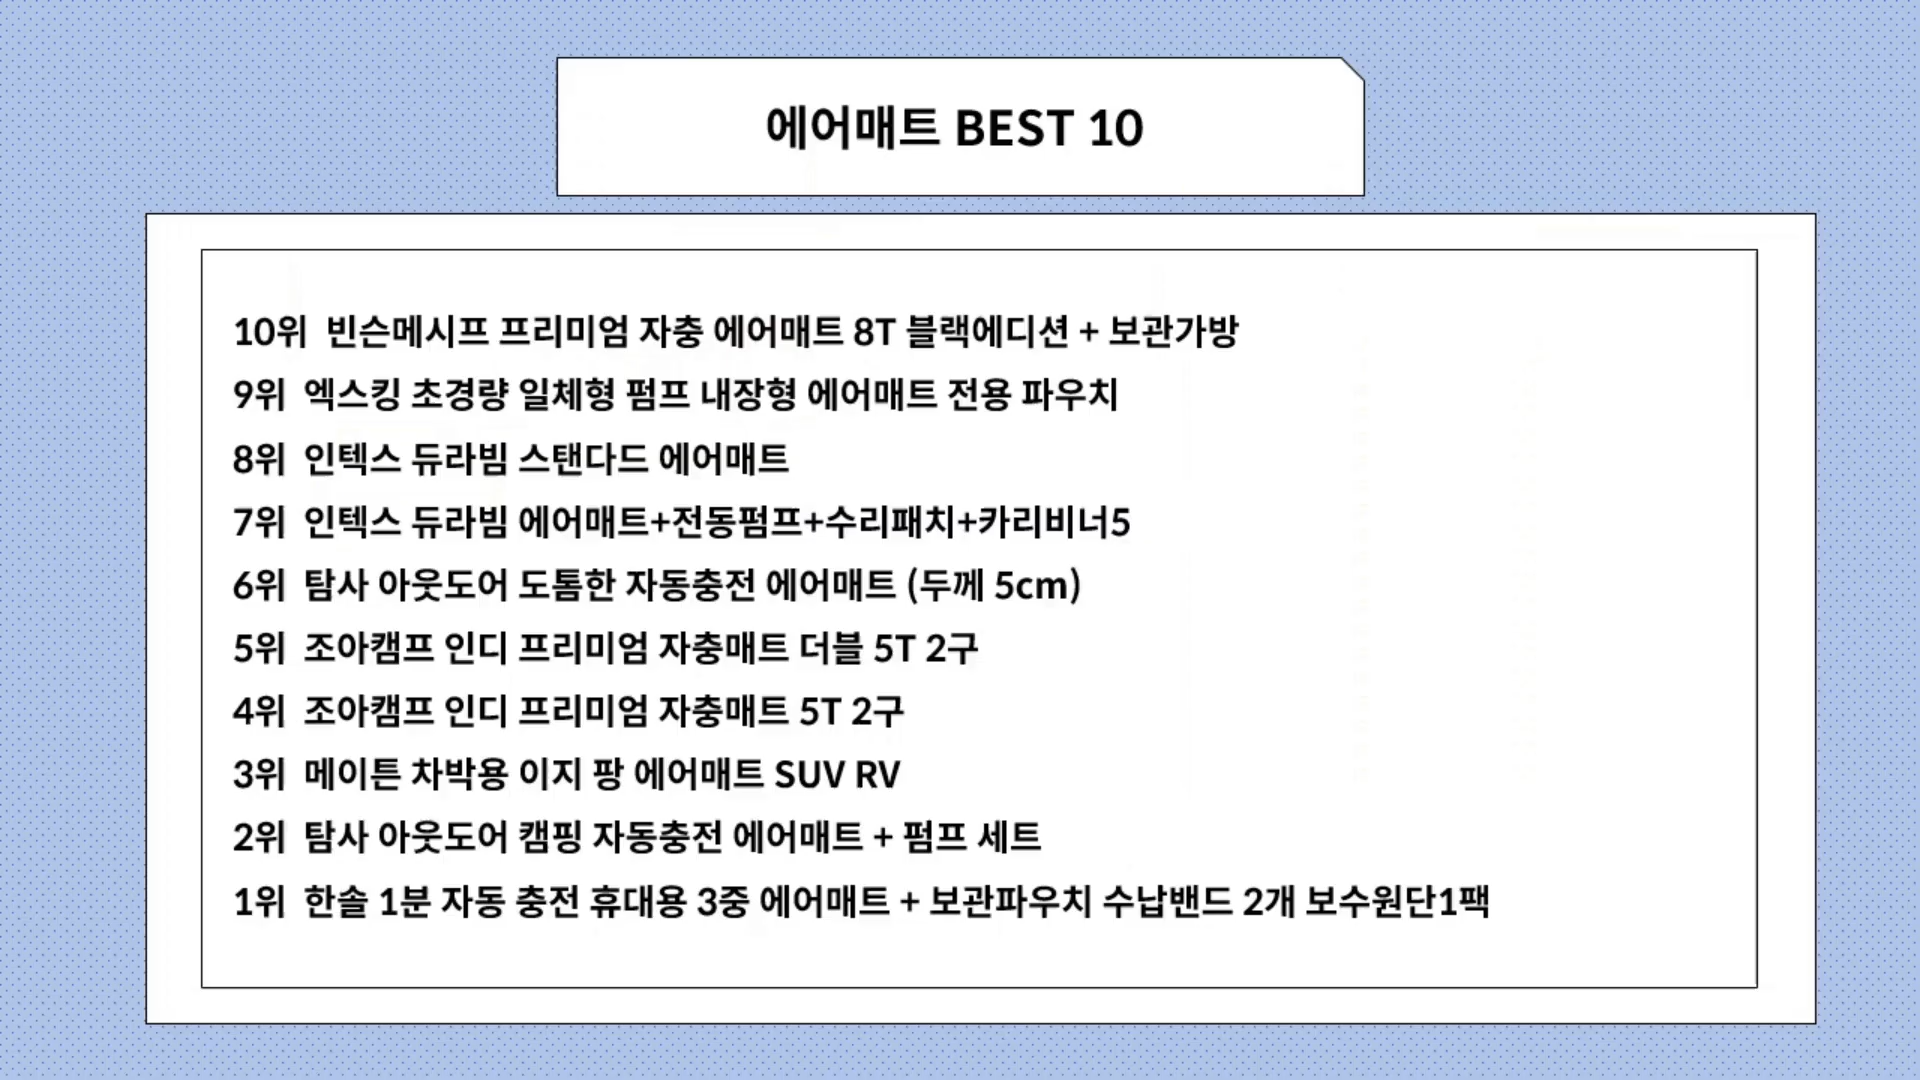 에어매트 BEST 10
10위 빈슨메시프 프리미엄 자충 에어매트 8T 블랙에디션 + 보관가방
9위 엑스킹 초경량 일체형 펌프 내장형 에어매트 전용 파우치
8위 인텍스 듀라빔 스탠다드 에어매트
7위 인텍스 듀라빔 에어매트+전동펌프+수리패치+카리비너5
6위 탐사 아웃도어 도톰한 자동충전 에어매트 (두께 5cm)
5위 조아캠프 인디 프리미엄 자충매트 더블 5T 2구
4위 조아캠프 인디 프리미엄 자충매트 5T 2구
3위 메이튼 차박용 이지 팡 에어매트 SUV RV
2위 탐사 아웃도어 캠핑 자동충전 에어매트 + 펌프 세트
1위 한솔 1분 자동 충전 휴대용 3중 에어매트 + 보관파우치 수납밴드 2개 보수원단1팩